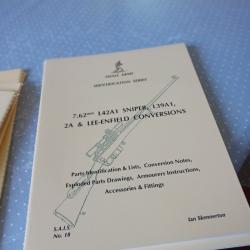 SMALL ARMS
IDENTIFICATION SERIES
7.62mm L42A1 SNIPER, L39A1,
2A & LEE-ENFIELD CONVERSIONS
Parts Identification & Lists, Conversion Notes,
Exploded Parts Drawings, Armourers Instructions,
Accessories & Fittings
S.A.I.S.
No. 18
Ian Skennerton